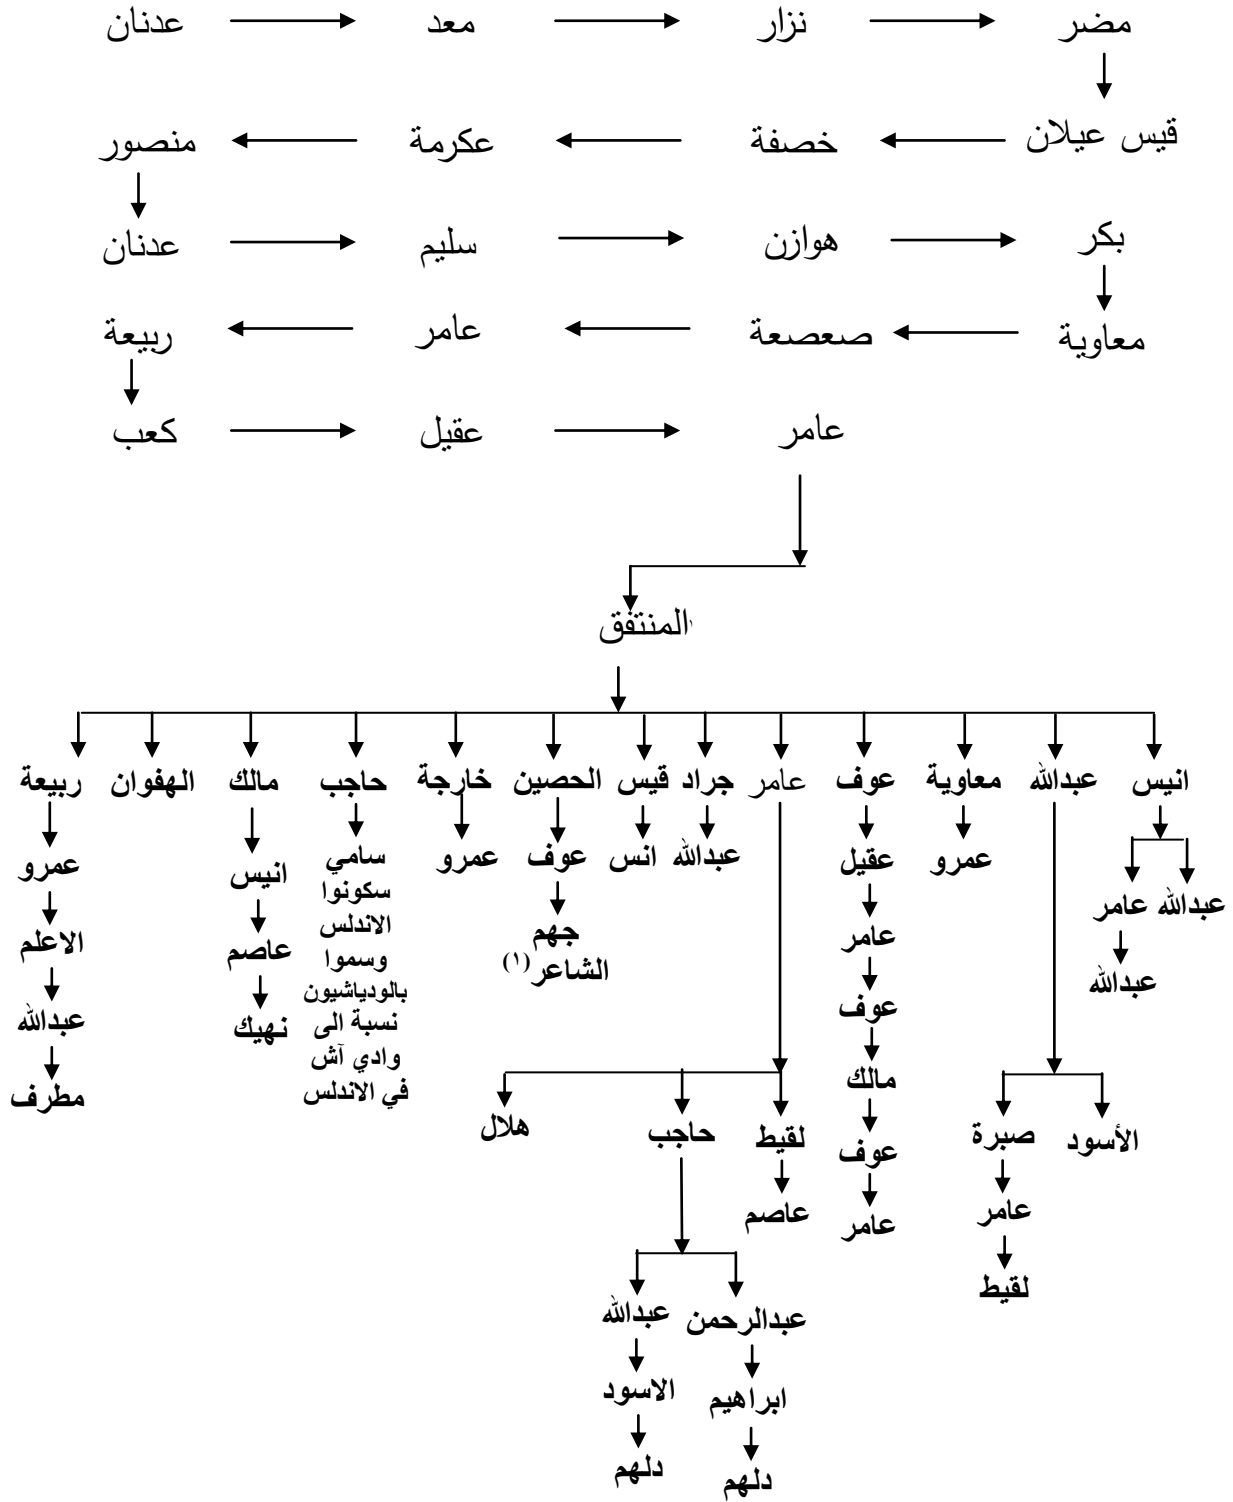 عدنان معد نزار مضر
قيس عيلان خصفة عكرمة منصور
عدنان سليم هوازن بكر
معاوية صعصعة عامر ربيعة
كعب عقيل عامر
المنتفق
انيس عبدالله معاوية عوف عامر جراد قيس الحصين خارجة حاجب مالك الهفوان ربيعة
عبدالله عامر
عبدالله
الأسود صبرة
عامر
لقيط
عمرو
عقيل
عامر
عوف
مالك
عوف
عامر
لقيط حاجب هلال
عاصم
عبدالرحمن عبدالله
ابراهيم الاسود
دلهم دلهم
عبدالله
انس
عوف
جهم
الشاعر(١)
عمرو
سامي
سكونوا
الاندلس
وسموا
بالودياشيون
نسبة الى
وادي آش
في الاندلس
انيس
عاصم
نهيك
عمرو
الاعلم
عبدالله
مطرف